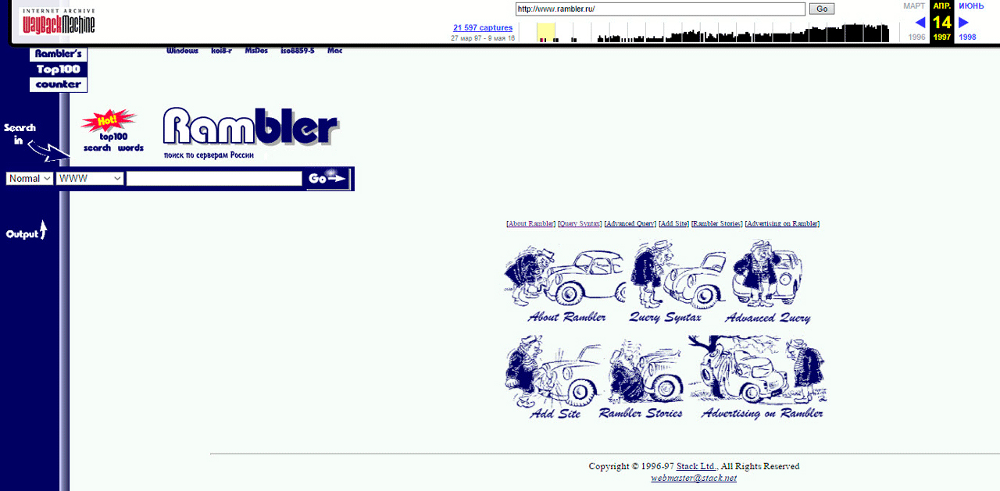 INTERNET ARCHIVE
WayBackMachine
http://www.rambler.ru/
Go
21 597 captures
27 мар 97 - 9 мая 16
МАРТ
АПР.
ИЮНЬ
14
1996
1997
1998
Rambler's
Top100
counter
Windows koi8-r MsDos iso8859-5 Mac
Search
in
Hot!
top100
search words
Rambler
поиск по серверам России
Normal
WWW
Go
Output
[About Rambler] [Query Syntax] [Advanced Query] [Add Site] [Rambler Stories] [Advertising on Rambler]
About Rambler Query Syntax Advanced Query
Add Site Rambler Stories Advertising on Rambler
Copyright © 1996-97 Stack Ltd., All Rights Reserved
webmaster@stack.net